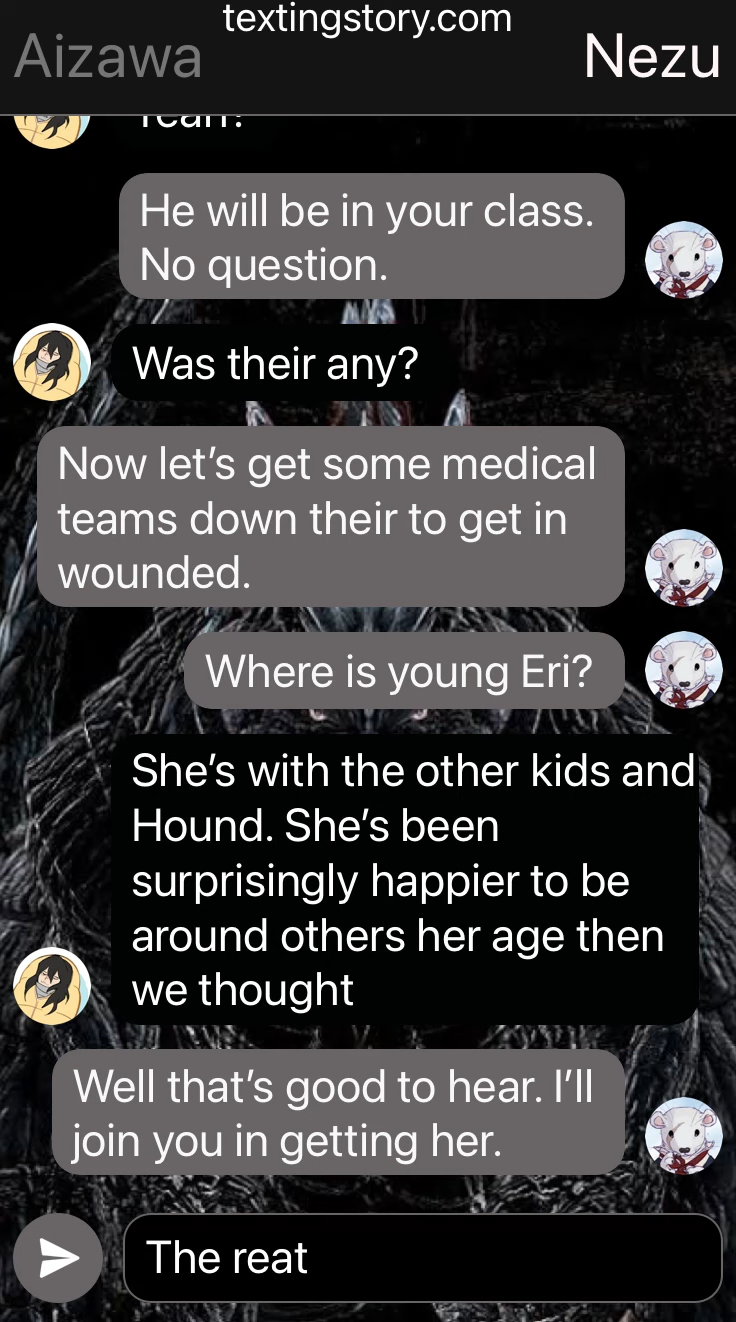 textingstory.com
Aizawa Nezu
He will be in your class.
No question.
Was their any?
Now let's get some medical
teams down their to get in
wounded.
Where is young Eri?
She's with the other kids and
Hound. She's been
surprisingly happier to be
around others her age then
we thought
Well that's good to hear. I'll
join you in getting her.
The reat